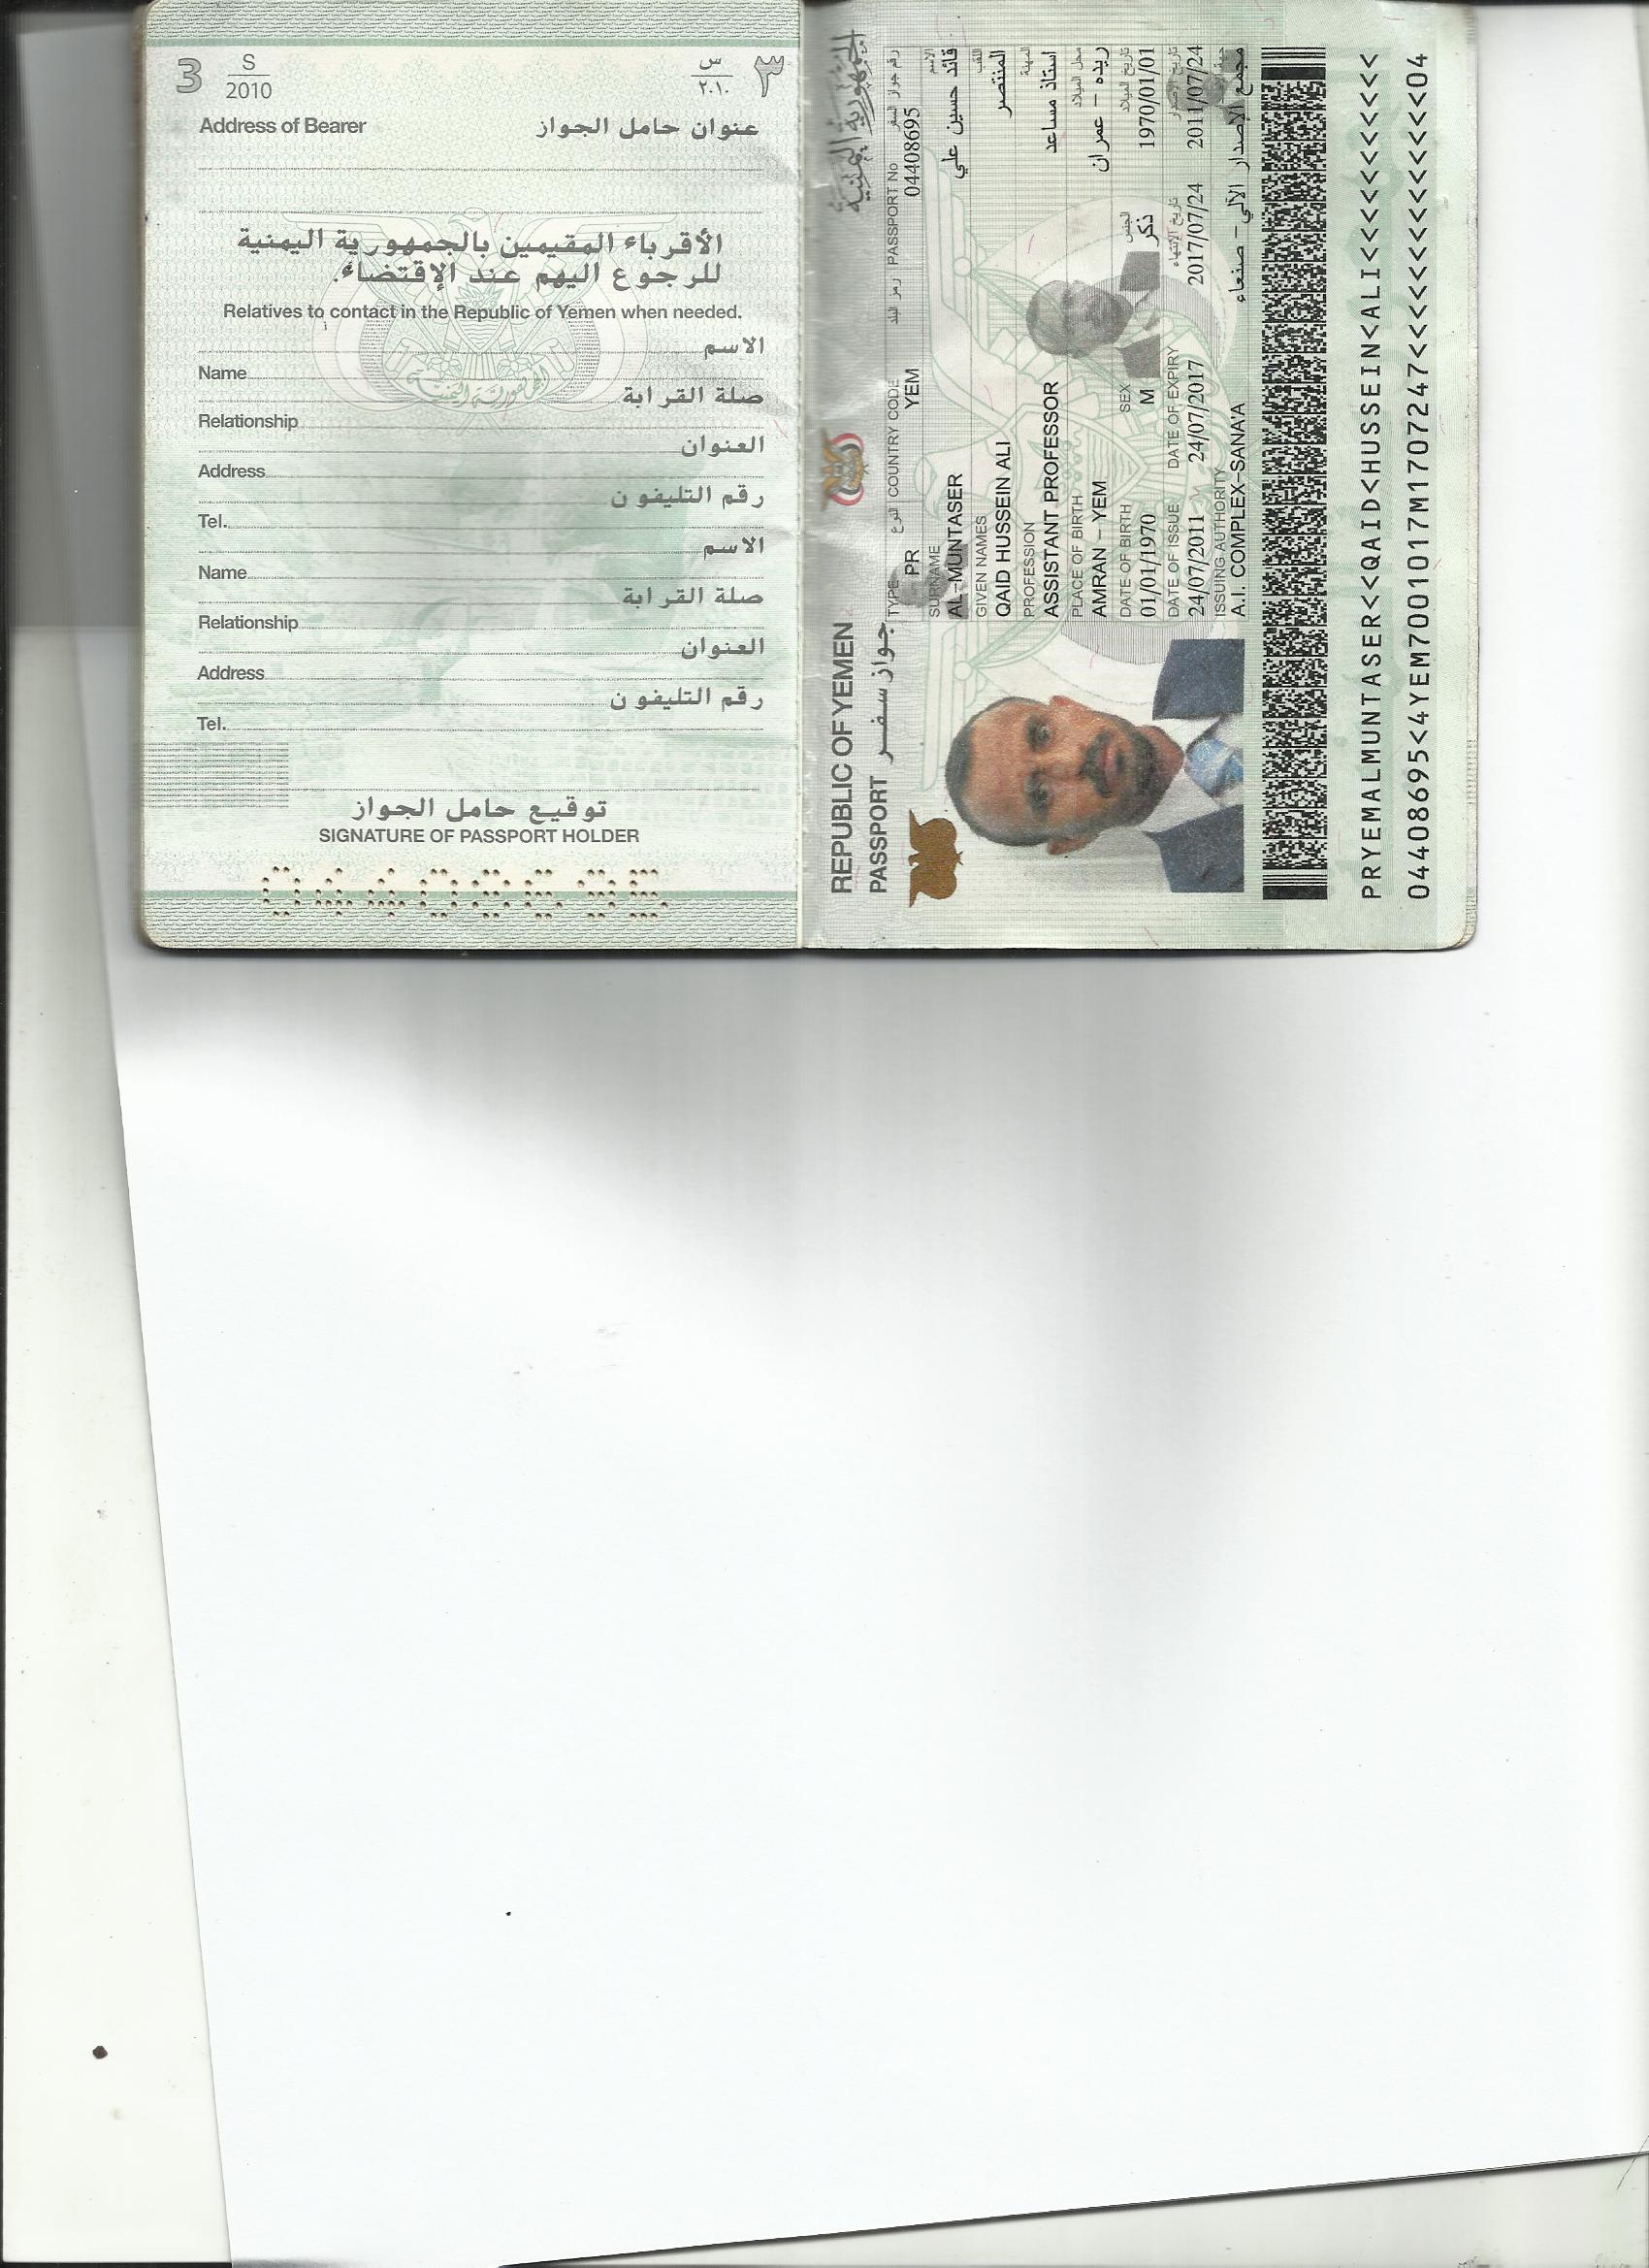 3
S
2010
س
٢٠١٠
٣
Address of Bearer
عنوان حامل الجواز
الأقرباء المقيمين بالجمهورية اليمنية
للرجوع اليهم عند الإقتضاء.
Relatives to contact in the Republic of Yemen when needed.
الاسم
Name
صلة القرابة
Relationship
العنوان
Address
رقم التليفون
Tel.
الاسم
Name
صلة القرابة
Relationship
العنوان
Address
رقم التليفون
Tel.
توقيع حامل الجواز
SIGNATURE OF PASSPORT HOLDER
04408695
REPUBLIC OF YEMEN
الجمهورية اليمنية
PASSPORT جواز سفر
TYPE النوع COUNTRY CODE رمز البلد PASSPORT No رقم جواز السفر
PR YEM 04408695
SURNAME الاسم
AL-MUNTASER قائد حسين علي
GIVEN NAMES اللقب
QAID HUSSEIN ALI المنتصر
PROFESSION المهنة
ASSISTANT PROFESSOR استاذ مساعد
PLACE OF BIRTH محل الميلاد
AMRAN - YEM ريده - عمران
DATE OF BIRTH SEX الجنس تاريخ الميلاد
01/01/1970 M ذكر 1970/01/01
DATE OF ISSUE DATE OF EXPIRY تاريخ الإنتهاء تاريخ الإصدار
24/07/2011 24/07/2017 2017/07/24 2011/07/24
ISSUING AUTHORITY
A.I. COMPLEX-SANA'A مجمع الإصدار الآلي - صنعاء
PRYEMALMUNTASER<<QAID<HUSSEIN<ALI<<<<<<<<<<<
04408695<4YEM7001017M1707247<<<<<<<<<<<<<<04